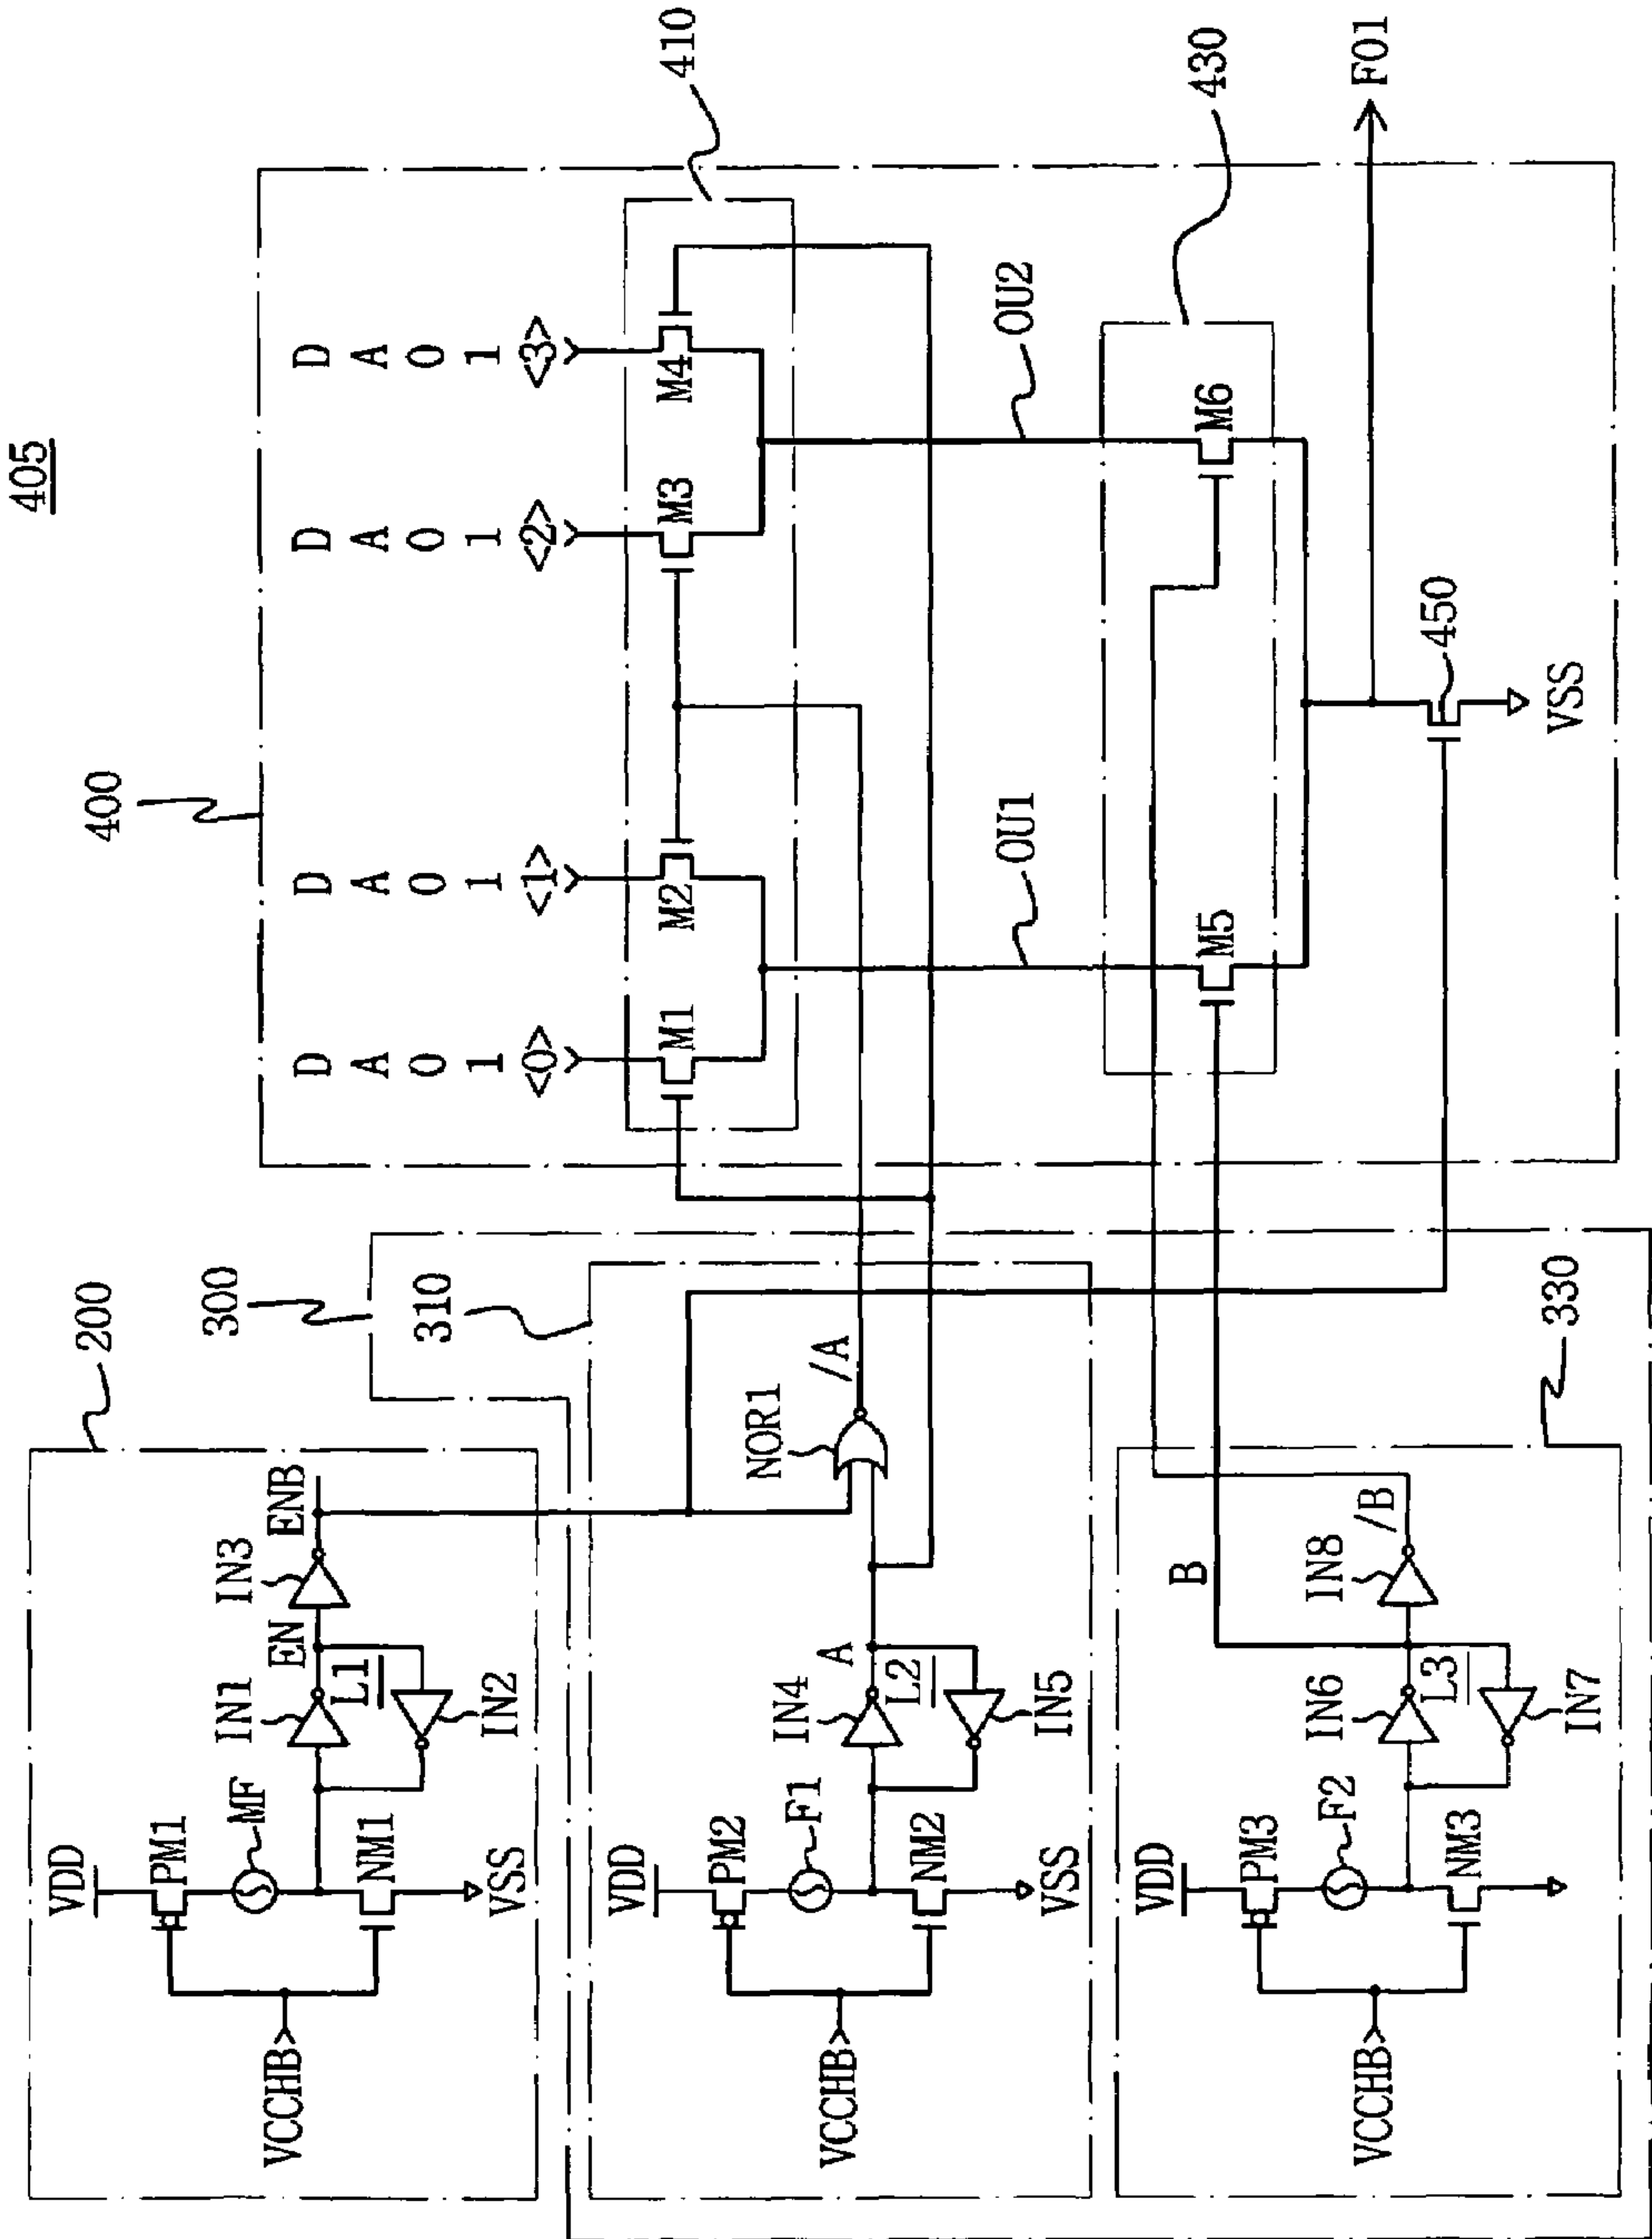 405
400
410
430
D A 0 1 <0>
D A 0 1 <1>
D A 0 1 <2>
D A 0 1 <3>
M1
M2
M3
M4
OU1
OU2
M5
M6
450
VSS
FO1
200
300
310
330
VDD
PM1
MF
NM1
VSS
VCCHB
IN1
EN
L1
IN2
IN3
ENB
VDD
PM2
F1
NM2
VSS
VCCHB
IN4
A
L2
IN5
NOR1
/A
VDD
PM3
F2
NM3
VCCHB
IN6
L3
IN7
B
IN8
/B